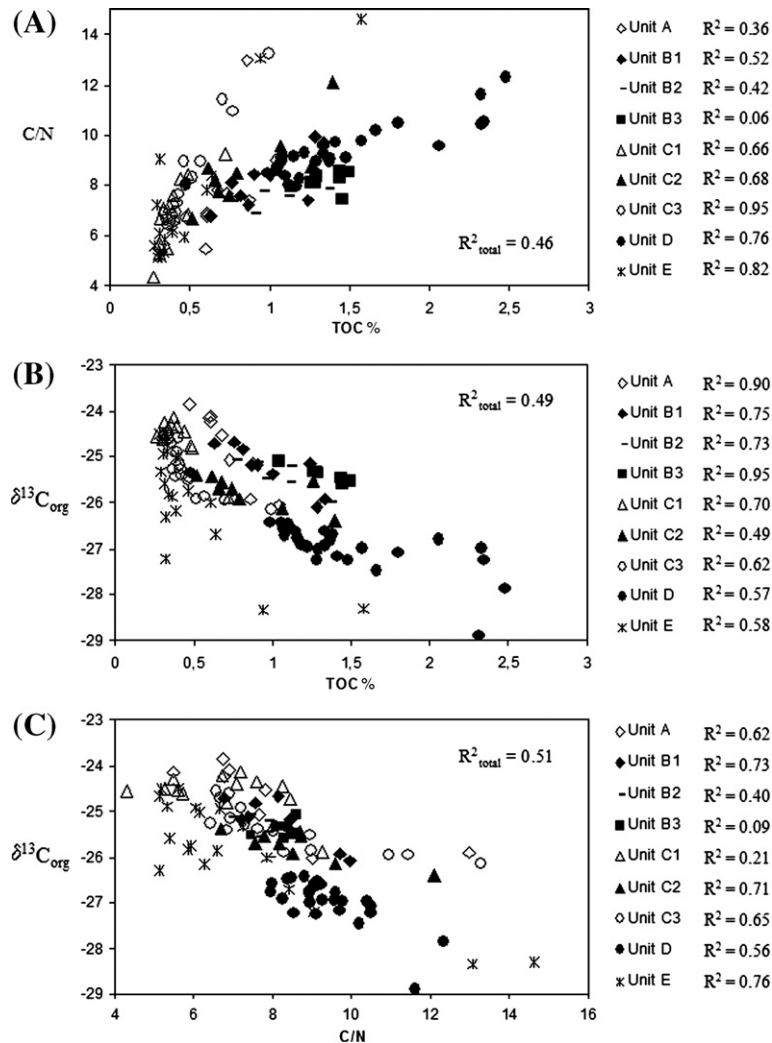 (A)
14
12
C/N
10
8
6
4
0
0,5
1
1,5
2
2,5
3
TOC %
R²total = 0.46
Unit A R² = 0.36
Unit B1 R² = 0.52
Unit B2 R² = 0.42
Unit B3 R² = 0.06
Unit C1 R² = 0.66
Unit C2 R² = 0.68
Unit C3 R² = 0.95
Unit D R² = 0.76
Unit E R² = 0.82
(B)
-23
-24
-25
δ¹³Corg
-26
-27
-28
-29
0
0,5
1
1,5
2
2,5
3
TOC %
R²total = 0.49
Unit A R² = 0.90
Unit B1 R² = 0.75
Unit B2 R² = 0.73
Unit B3 R² = 0.95
Unit C1 R² = 0.70
Unit C2 R² = 0.49
Unit C3 R² = 0.62
Unit D R² = 0.57
Unit E R² = 0.58
(C)
-23
-24
-25
δ¹³Corg
-26
-27
-28
-29
4
6
8
10
12
14
16
C/N
R²total = 0.51
Unit A R² = 0.62
Unit B1 R² = 0.73
Unit B2 R² = 0.40
Unit B3 R² = 0.09
Unit C1 R² = 0.21
Unit C2 R² = 0.71
Unit C3 R² = 0.65
Unit D R² = 0.56
Unit E R² = 0.76